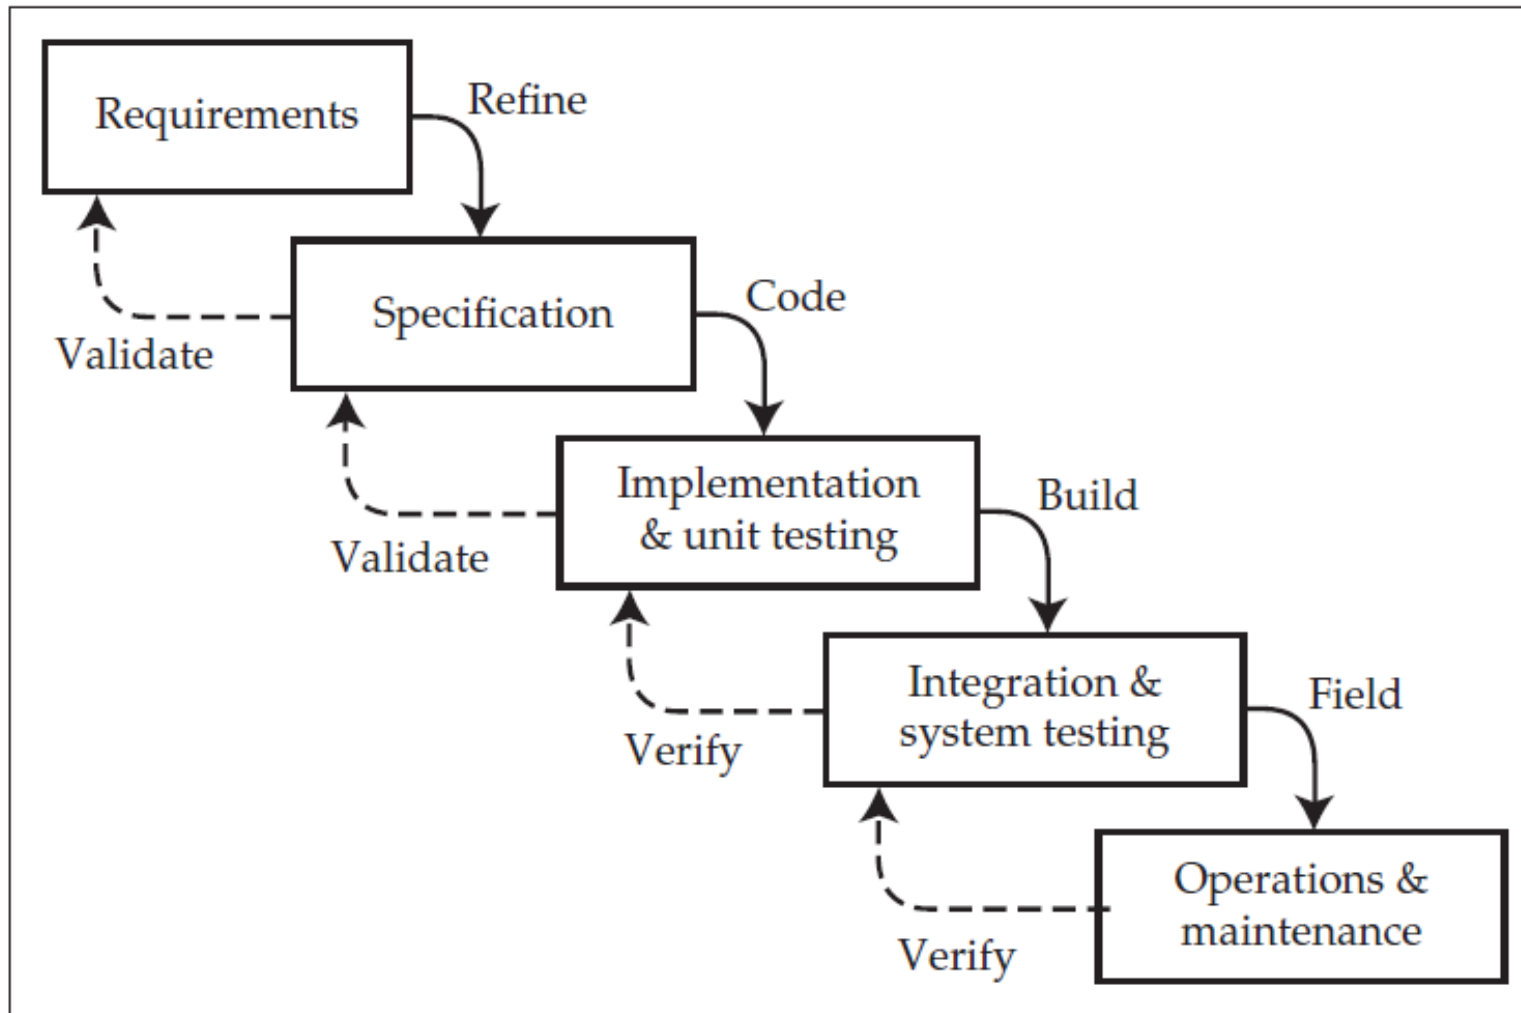 Requirements
Refine
Specification
Code
Validate
Implementation
& unit testing
Build
Validate
Integration &
system testing
Field
Verify
Operations &
maintenance
Verify